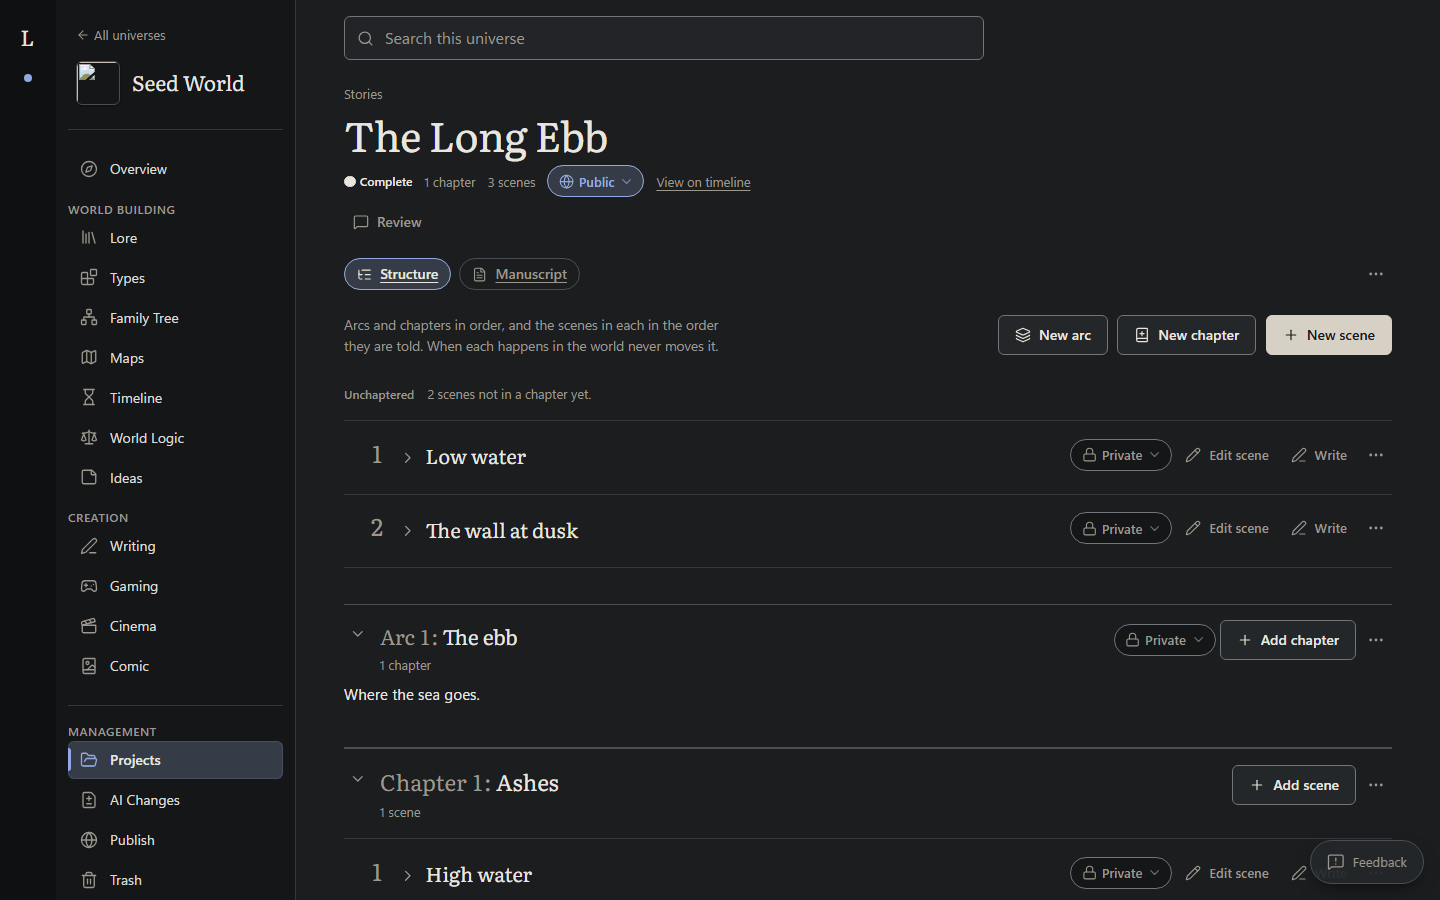 L
All universes
Seed World
Overview
WORLD BUILDING
Lore
Types
Family Tree
Maps
Timeline
World Logic
Ideas
CREATION
Writing
Gaming
Cinema
Comic
MANAGEMENT
Projects
AI Changes
Publish
Trash
Search this universe
Stories
The Long Ebb
Complete 1 chapter 3 scenes Public View on timeline
Review
Structure Manuscript
Arcs and chapters in order, and the scenes in each in the order
they are told. When each happens in the world never moves it.
New arc New chapter New scene
Unchaptered 2 scenes not in a chapter yet.
1 Low water Private Edit scene Write
2 The wall at dusk Private Edit scene Write
Arc 1: The ebb Private Add chapter
1 chapter
Where the sea goes.
Chapter 1: Ashes Add scene
1 scene
1 High water Private Edit scene
Feedback